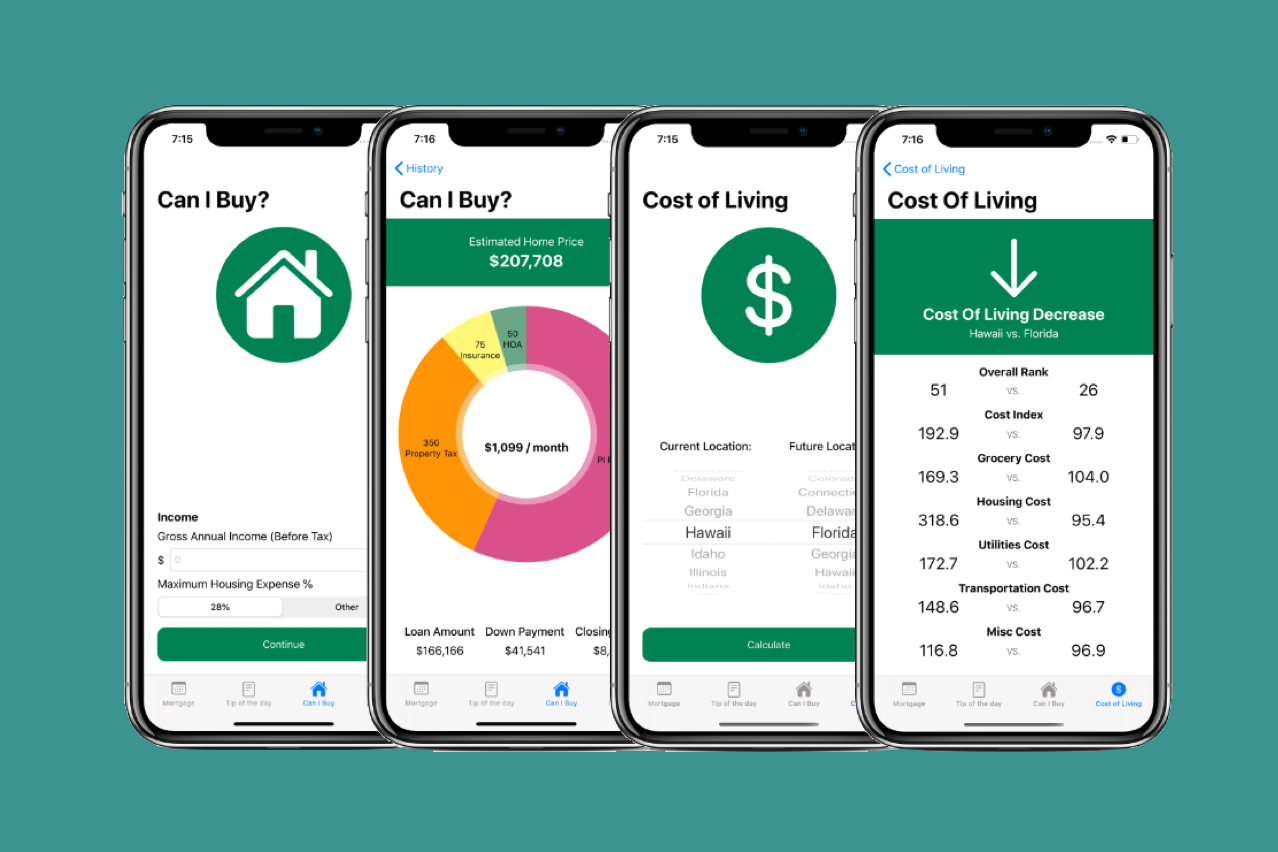 7:15
Can I Buy?
Income
Gross Annual Income (Before Tax)
$ 0
Maximum Housing Expense %
28% Other
Continue
Mortgage Tip of the day Can I Buy
7:16
History
Can I Buy?
Estimated Home Price
$207,708
50
HOA
75
Insurance
350
Property Tax
$1,099 / month
PI
Loan Amount Down Payment Closing
$166,166 $41,541 $8,
Mortgage Tip of the day Can I Buy
7:15
Cost of Living
Current Location: Future Locat
Delaware Colorad
Florida Connectic
Georgia Delawar
Hawaii Florida
Idaho Georgia
Illinois Hawaii
Indiana Idaho
Calculate
Mortgage Tip of the day Can I Buy
7:16
Cost of Living
Cost Of Living
Cost Of Living Decrease
Hawaii vs. Florida
Overall Rank
51 vs. 26
Cost Index
192.9 vs. 97.9
Grocery Cost
169.3 vs. 104.0
Housing Cost
318.6 vs. 95.4
Utilities Cost
172.7 vs. 102.2
Transportation Cost
148.6 vs. 96.7
Misc Cost
116.8 vs. 96.9
Mortgage Tip of the day Can I Buy Cost of Living